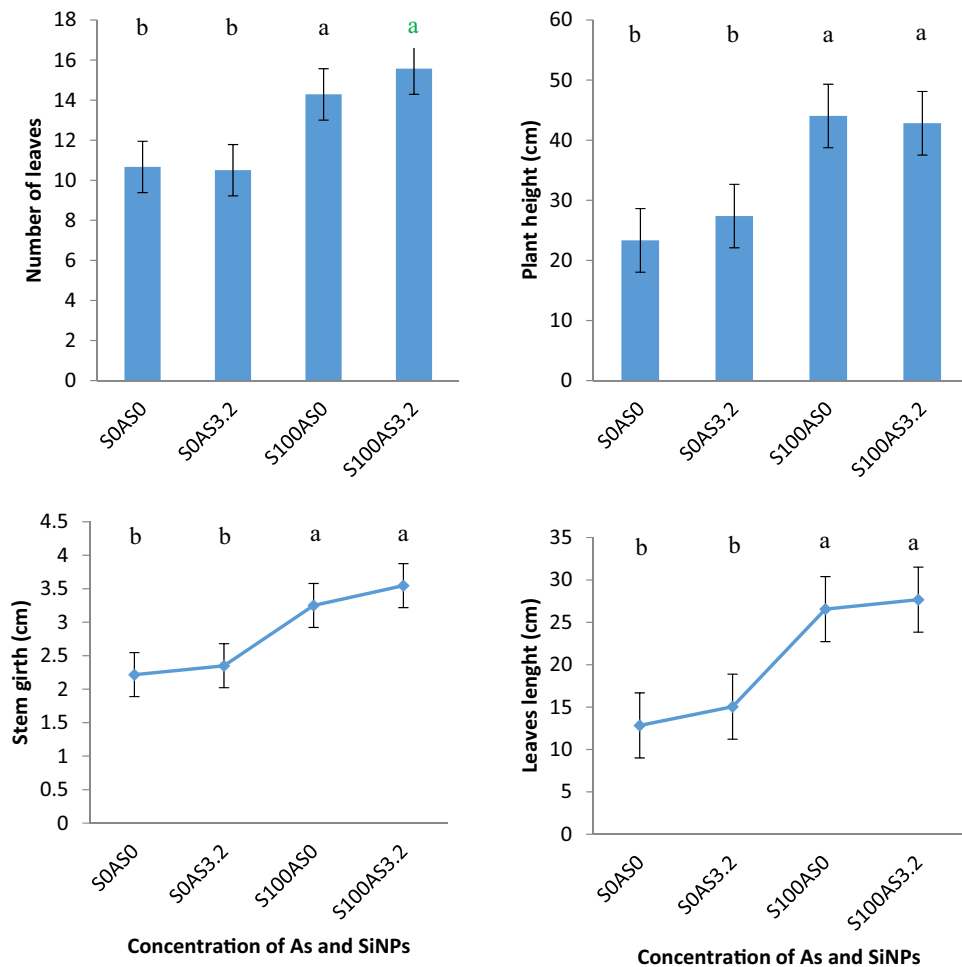 Number of leaves
18
16
14
12
10
8
6
4
2
0
b b a a
S0AS0
S0AS3.2
S100AS0
S100AS3.2
Plant height (cm)
60
50
40
30
20
10
0
b b a a
S0AS0
S0AS3.2
S100AS0
S100AS3.2
Stem girth (cm)
4.5
4
3.5
3
2.5
2
1.5
1
0.5
0
b b a a
S0AS0
S0AS3.2
S100AS0
S100AS3.2
Concentration of As and SiNPs
Leaves lenght (cm)
35
30
25
20
15
10
5
0
b b a a
S0AS0
S0AS3.2
S100AS0
S100AS3.2
Concentration of As and SiNPs